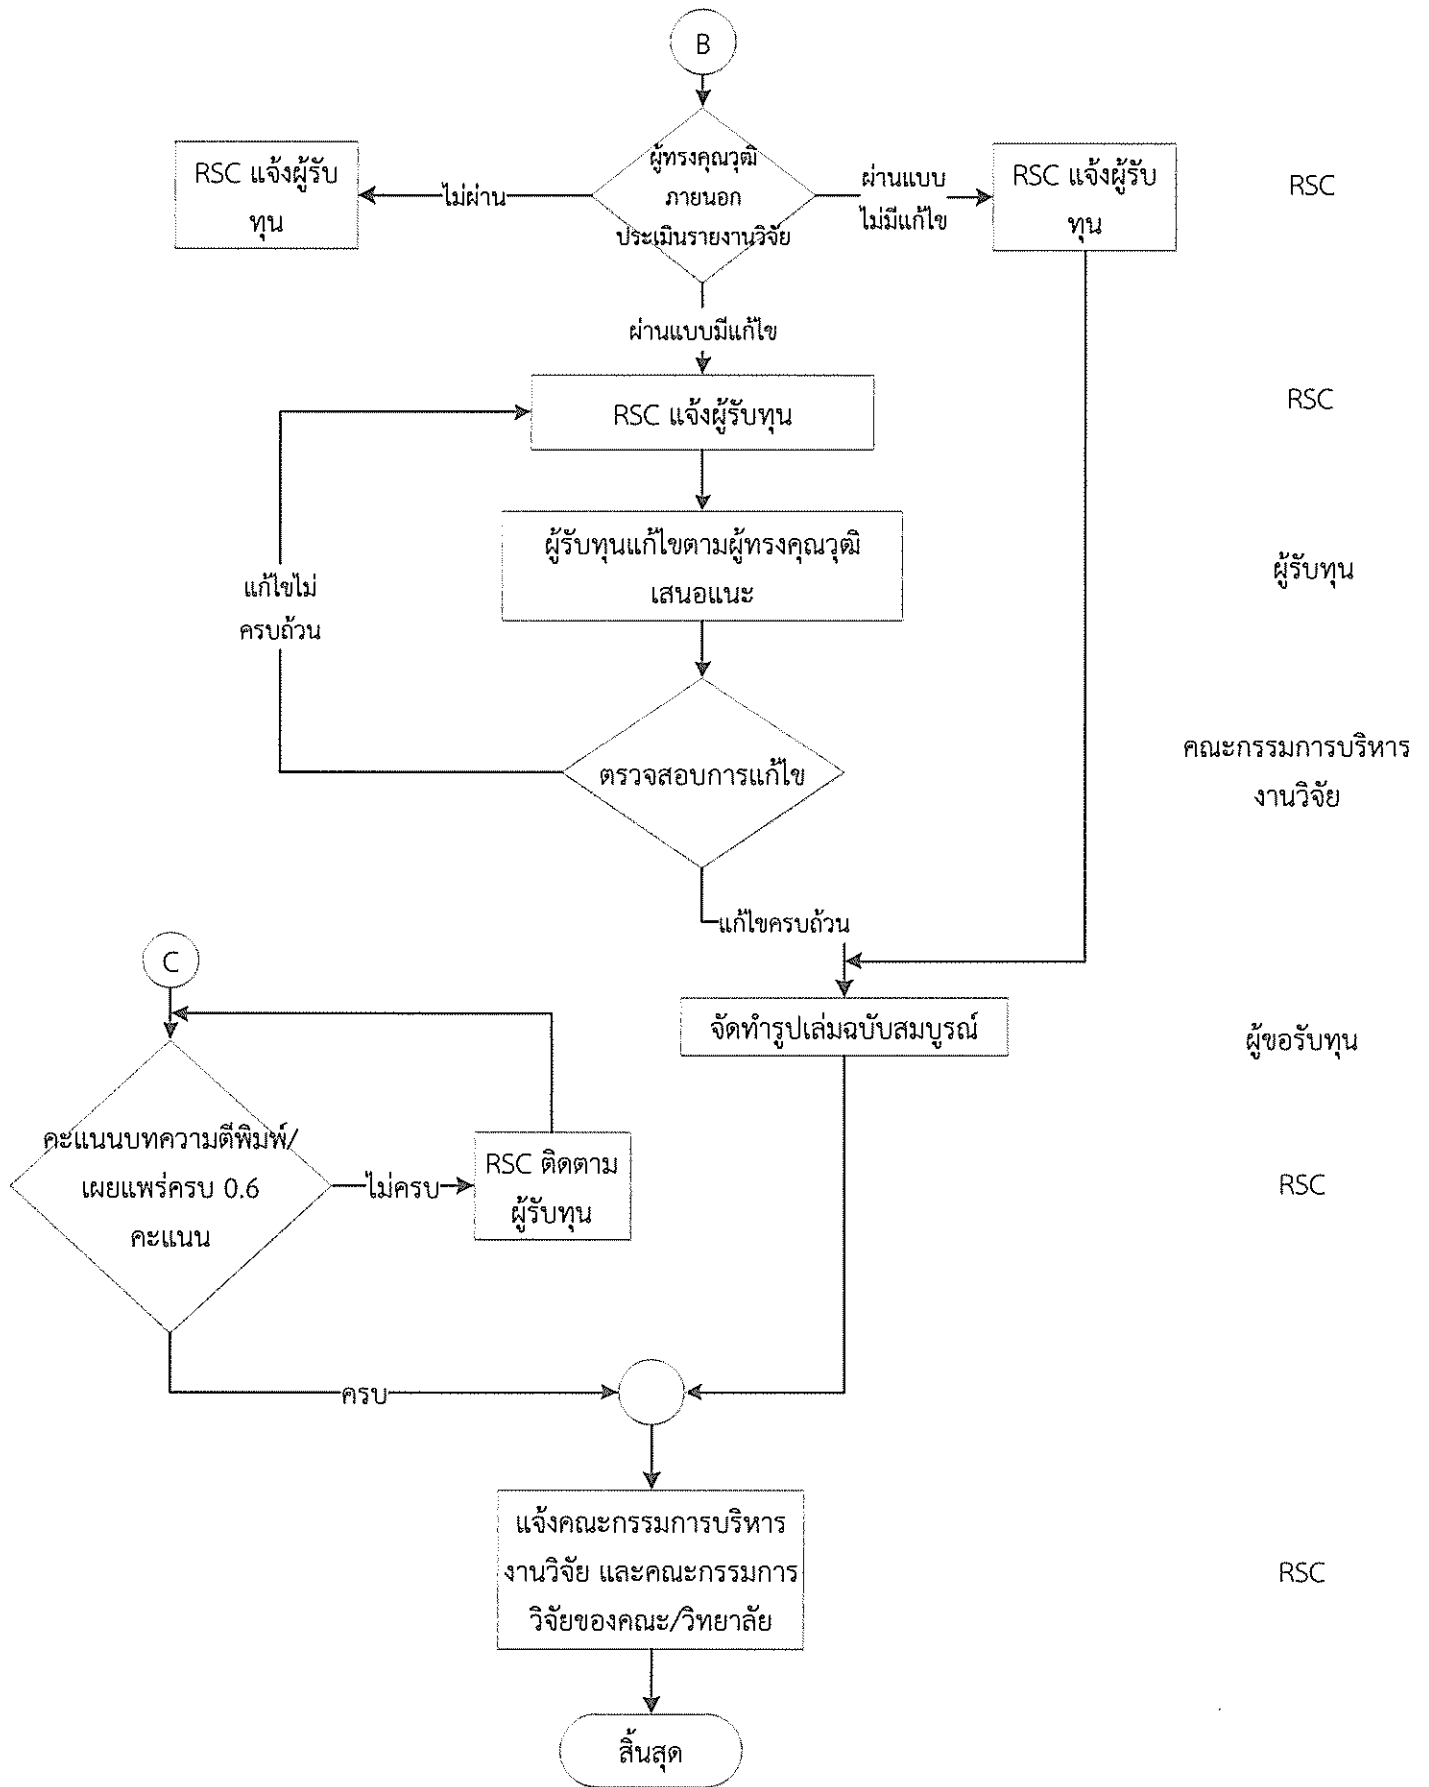 B
RSC แจ้งผู้รับ
ทุน
ไม่ผ่าน
ผู้ทรงคุณวุฒิ
ภายนอก
ประเมินรายงานวิจัย
ผ่านแบบ
ไม่มีแก้ไข
RSC แจ้งผู้รับ
ทุน
RSC
ผ่านแบบมีแก้ไข
RSC แจ้งผู้รับทุน
RSC
ผู้รับทุนแก้ไขตามผู้ทรงคุณวุฒิ
เสนอแนะ
ผู้รับทุน
แก้ไขไม่
ครบถ้วน
ตรวจสอบการแก้ไข
คณะกรรมการบริหาร
งานวิจัย
แก้ไขครบถ้วน
C
จัดทำรูปเล่มฉบับสมบูรณ์
ผู้ขอรับทุน
คะแนนบทความตีพิมพ์/
เผยแพร่ครบ 0.6
คะแนน
ไม่ครบ
RSC ติดตาม
ผู้รับทุน
RSC
ครบ
แจ้งคณะกรรมการบริหาร
งานวิจัย และคณะกรรมการ
วิจัยของคณะ/วิทยาลัย
RSC
สิ้นสุด